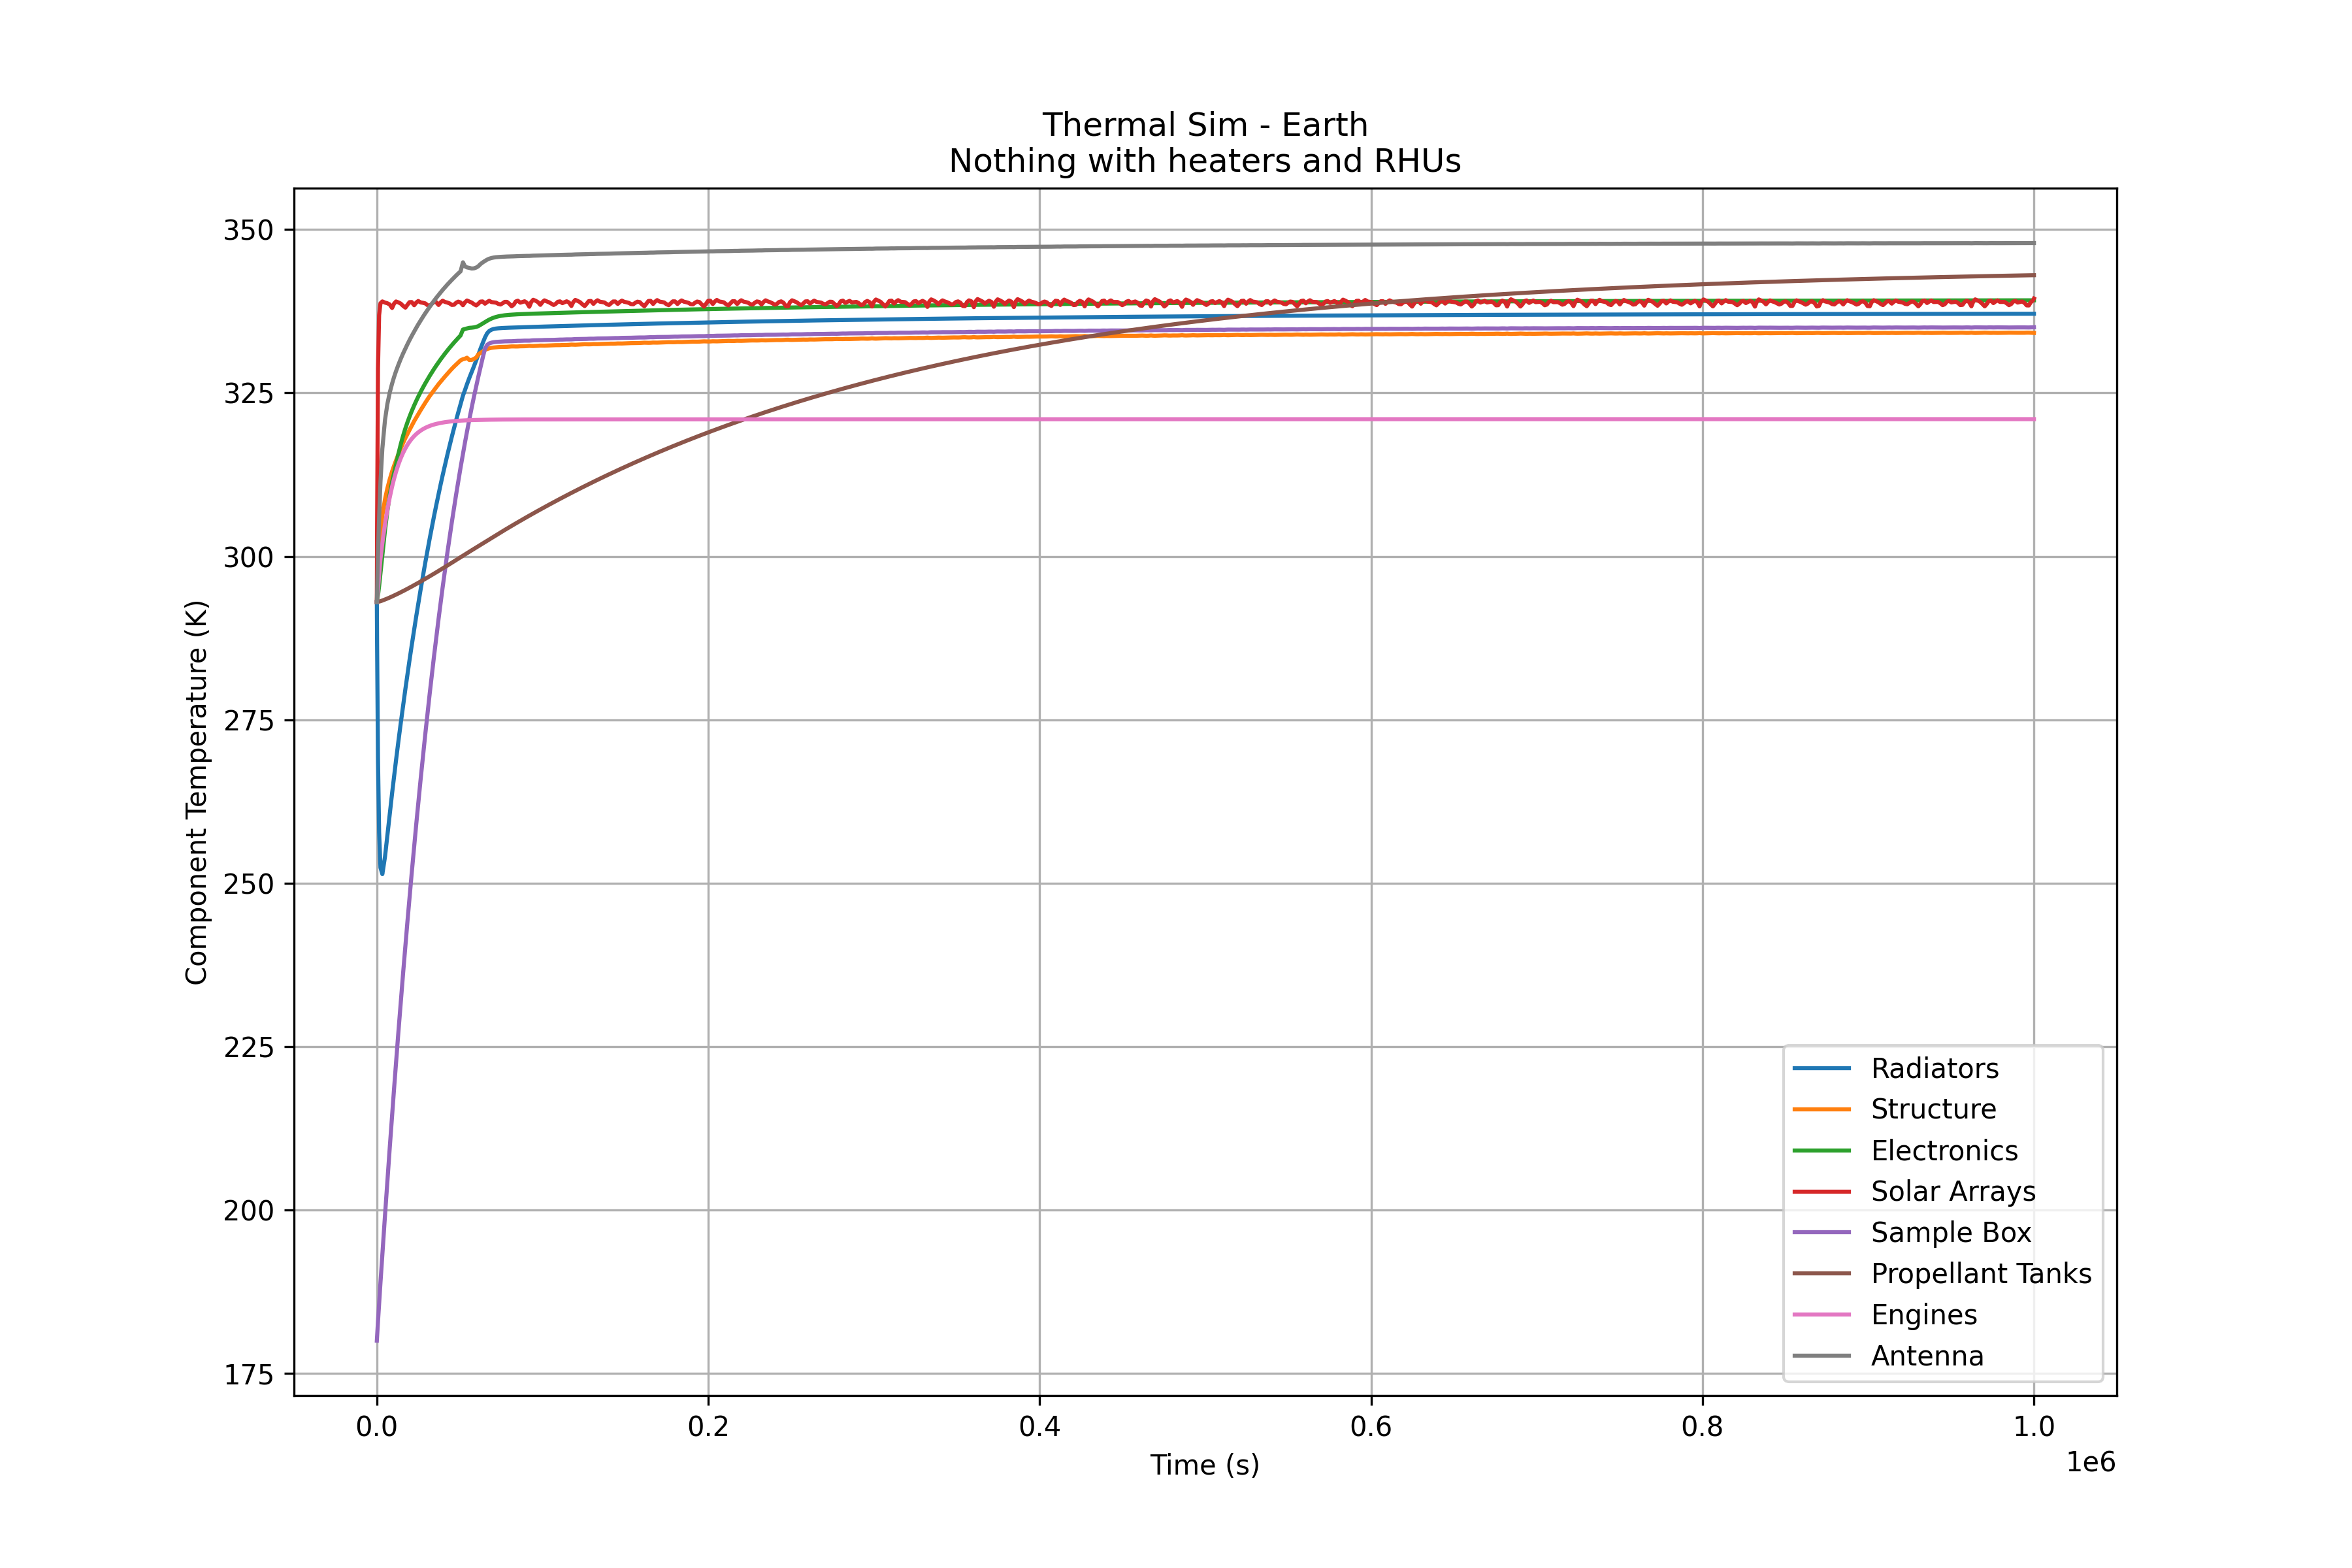 Thermal Sim - Earth
Nothing with heaters and RHUs
Component Temperature (K)
350
325
300
275
250
225
200
175
Radiators
Structure
Electronics
Solar Arrays
Sample Box
Propellant Tanks
Engines
Antenna
0.0 0.2 0.4 0.6 0.8 1.0
1e6
Time (s)